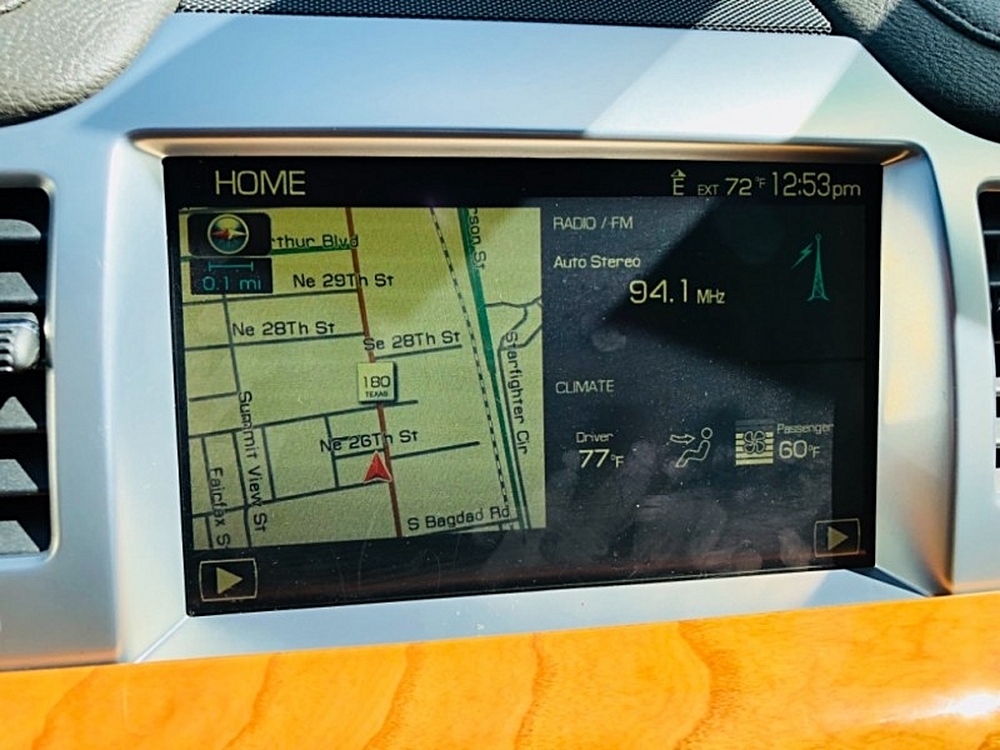 HOME
E EXT 72°F 12:53pm
rthur Blvd
0.1 mi
Ne 29Th St
Ne 28Th St
Se 28Th St
180
TEXAS
Ne 26Th St
Summit View St
Fairfax S
S Bagdad Rd
rson St
Starfighter Cir
RADIO / FM
Auto Stereo
94.1 MHz
CLIMATE
Driver
77°F
Passenger
60°F